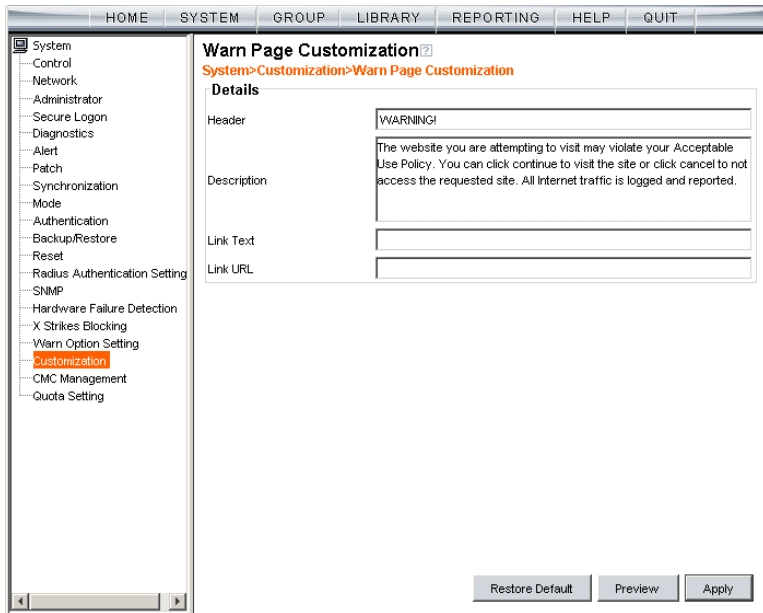 HOME SYSTEM GROUP LIBRARY REPORTING HELP QUIT
System
Control
Network
Administrator
Secure Logon
Diagnostics
Alert
Patch
Synchronization
Mode
Authentication
Backup/Restore
Reset
Radius Authentication Setting
SNMP
Hardware Failure Detection
X Strikes Blocking
Warn Option Setting
Customization
CMC Management
Quota Setting
Warn Page Customization ?
System>Customization>Warn Page Customization
Details
Header
WARNING!
Description
The website you are attempting to visit may violate your Acceptable
Use Policy. You can click continue to visit the site or click cancel to not
access the requested site. All Internet traffic is logged and reported.
Link Text
Link URL
Restore Default Preview Apply